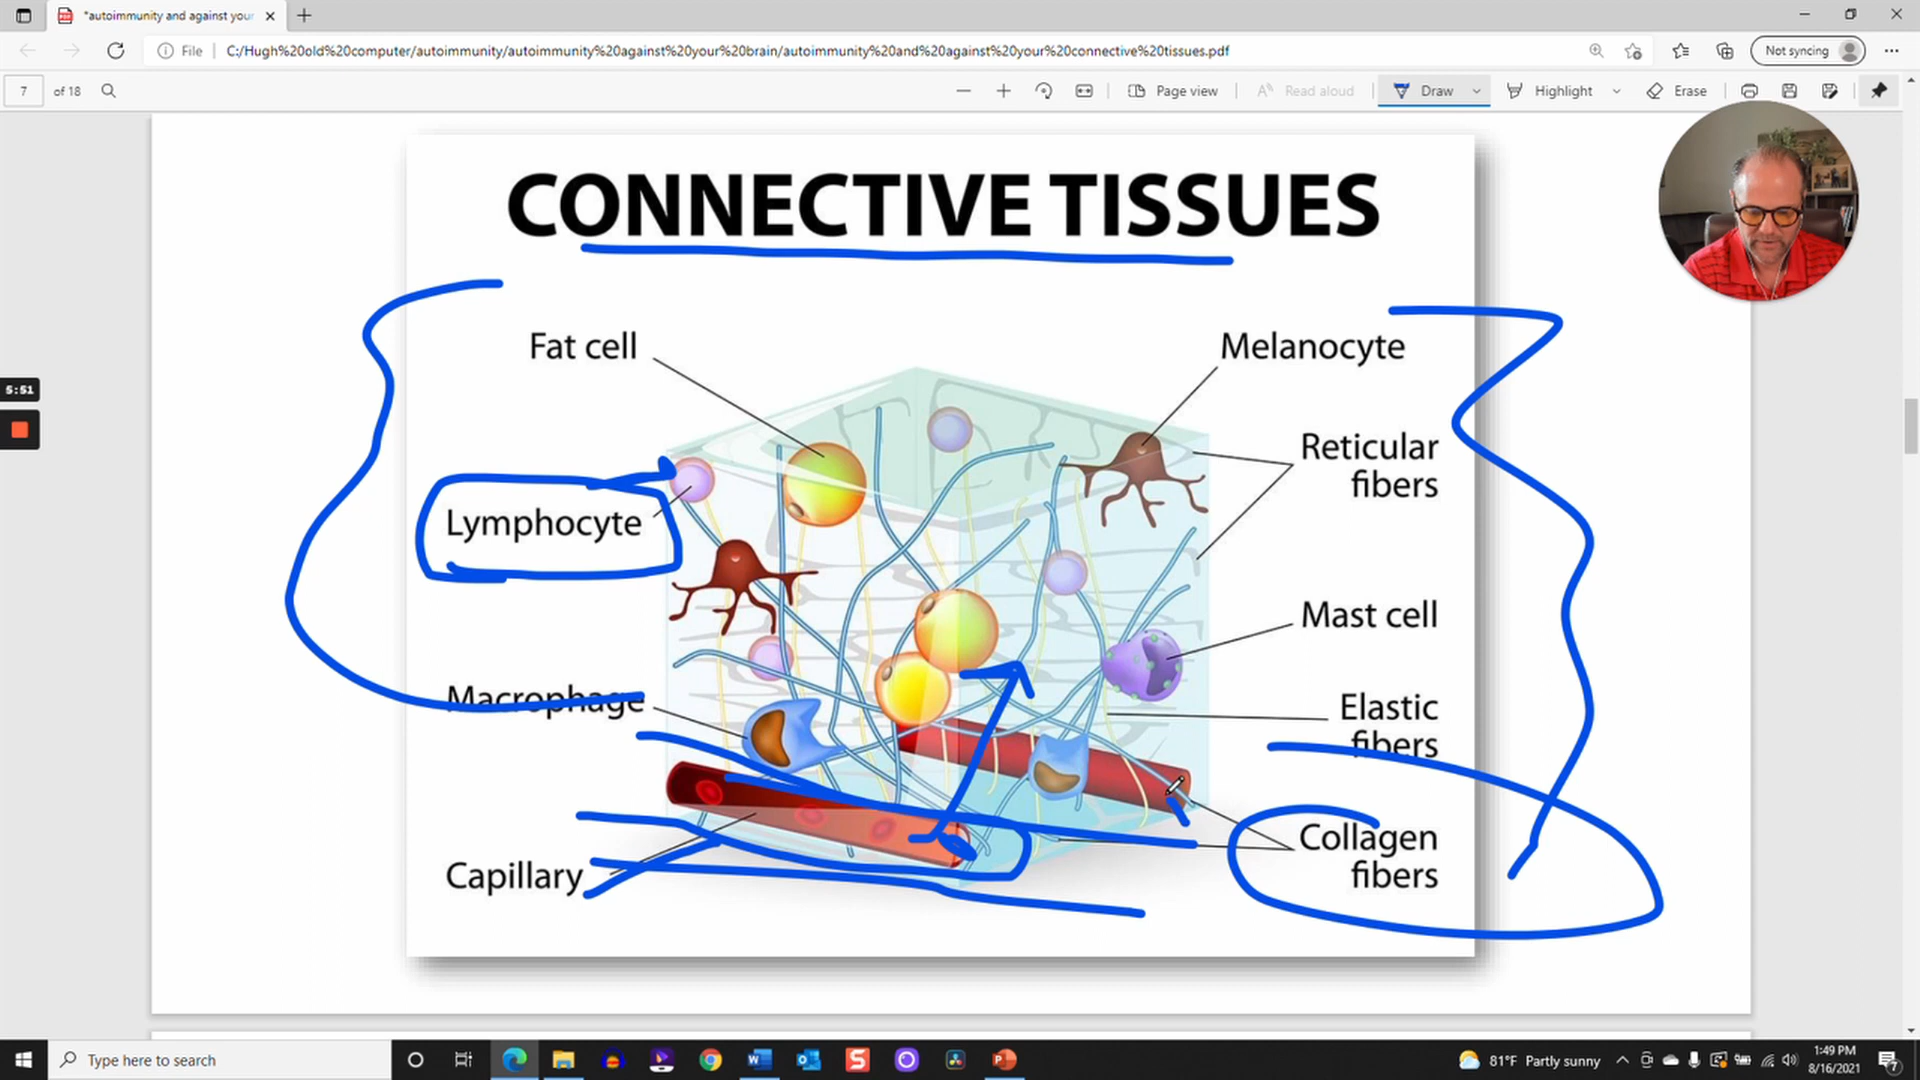 *autoimmunity and against your
File
C:/Hugh%20old%20computer/autoimmunity/autoimmunity%20against%20your%20brain/autoimmunity%20and%20against%20your%20connective%20tissues.pdf
Not syncing
7
of 18
Page view
Read aloud
Draw
Highlight
Erase
CONNECTIVE TISSUES
Fat cell
Melanocyte
5:51
Reticular
fibers
Lymphocyte
Mast cell
Macrophage
Elastic
fibers
Collagen
fibers
Capillary
Type here to search
81°F Partly sunny
1:49 PM
8/16/2021